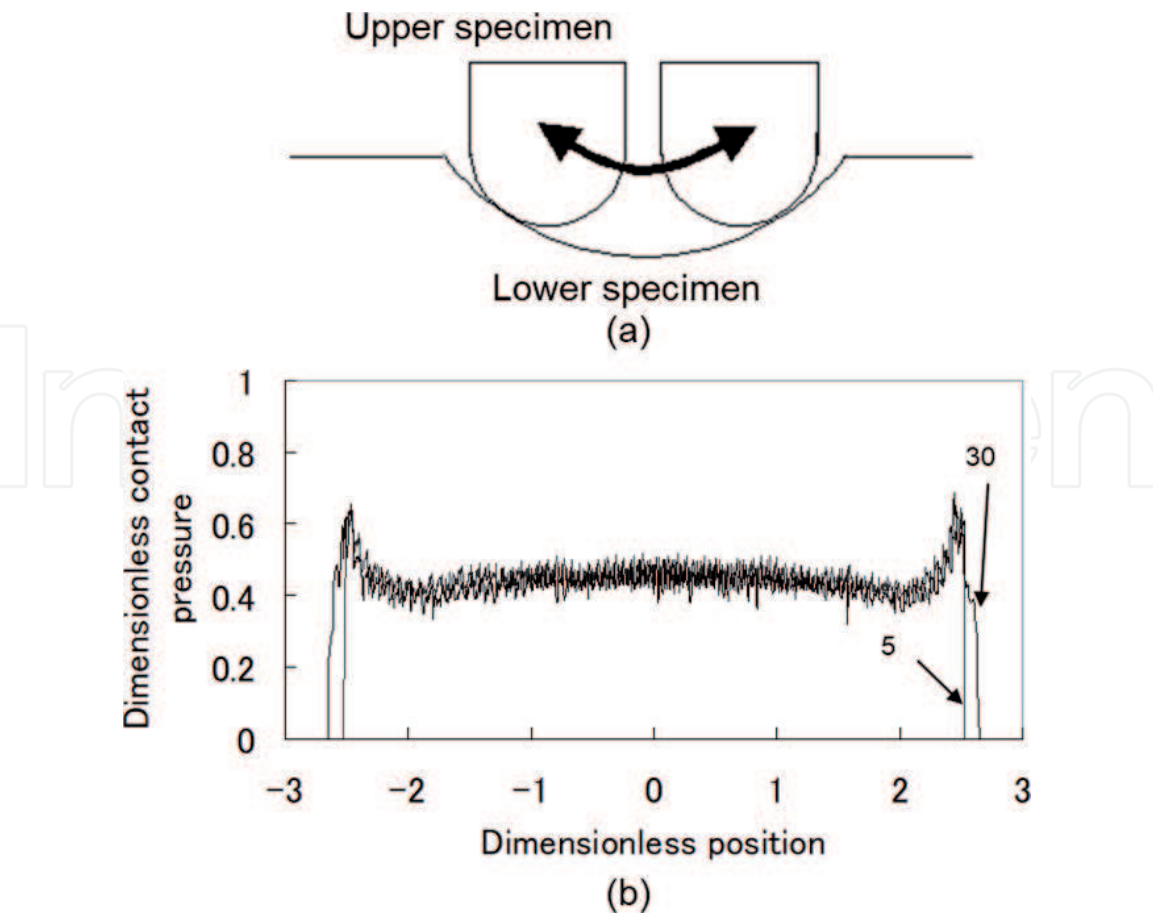 Upper specimen
Lower specimen
(a)
Dimensionless contact
pressure
1
0.8
0.6
0.4
0.2
0
30
5
-3 -2 -1 0 1 2 3
Dimensionless position
(b)